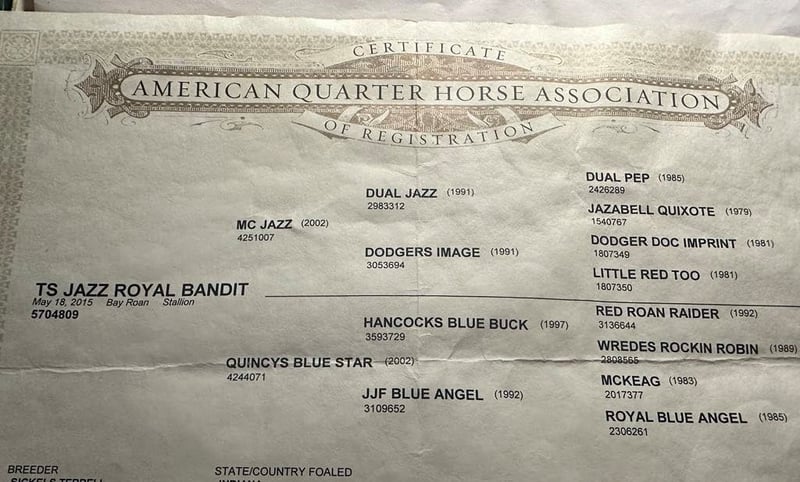 CERTIFICATE
AMERICAN QUARTER HORSE ASSOCIATION
OF REGISTRATION
DUAL PEP (1985)
2426289
DUAL JAZZ (1991)
2983312
JAZABELL QUIXOTE (1979)
1540767
MC JAZZ (2002)
4251007
DODGER DOC IMPRINT (1981)
1807349
DODGERS IMAGE (1991)
3053694
LITTLE RED TOO (1981)
1807350
TS JAZZ ROYAL BANDIT
May 18, 2015 Bay Roan Stallion
5704809
RED ROAN RAIDER (1992)
3136644
HANCOCKS BLUE BUCK (1997)
3593729
WREDES ROCKIN ROBIN (1989)
2808565
QUINCYS BLUE STAR (2002)
4244071
MCKEAG (1983)
2017377
JJF BLUE ANGEL (1992)
3109652
ROYAL BLUE ANGEL (1985)
2306261
BREEDER
STATE/COUNTRY FOALED
SICKELS TERRELL
INDIANA